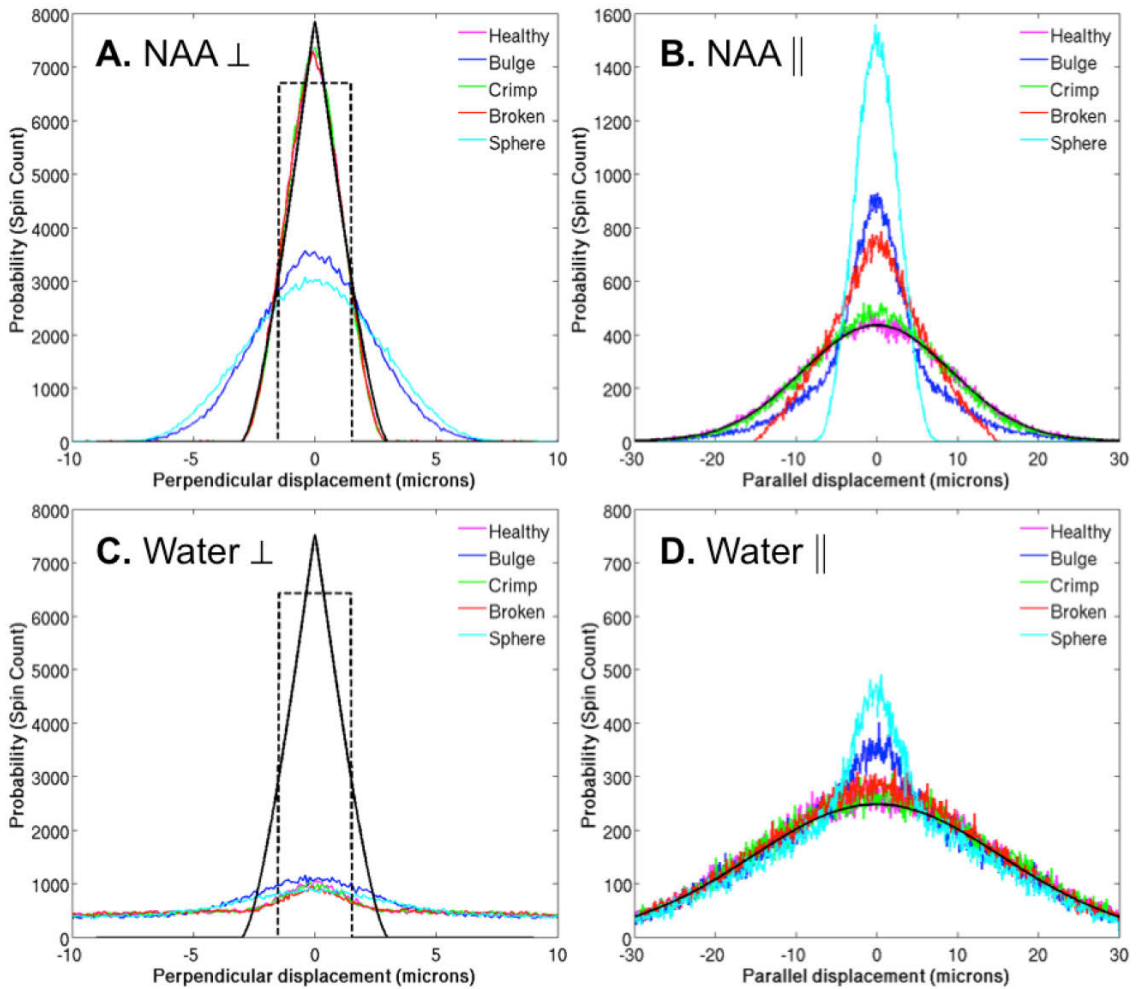 A. NAA ⊥
Healthy
Bulge
Crimp
Broken
Sphere
8000
7000
6000
5000
4000
3000
2000
1000
0
Probability (Spin Count)
-10 -5 0 5 10
Perpendicular displacement (microns)
B. NAA ||
Healthy
Bulge
Crimp
Broken
Sphere
1600
1400
1200
1000
800
600
400
200
0
Probability (Spin Count)
-30 -20 -10 0 10 20 30
Parallel displacement (microns)
C. Water ⊥
Healthy
Bulge
Crimp
Broken
Sphere
8000
7000
6000
5000
4000
3000
2000
1000
0
Probability (Spin Count)
-10 -5 0 5 10
Perpendicular displacement (microns)
D. Water ||
Healthy
Bulge
Crimp
Broken
Sphere
800
700
600
500
400
300
200
100
0
Probability (Spin Count)
-30 -20 -10 0 10 20 30
Parallel displacement (microns)